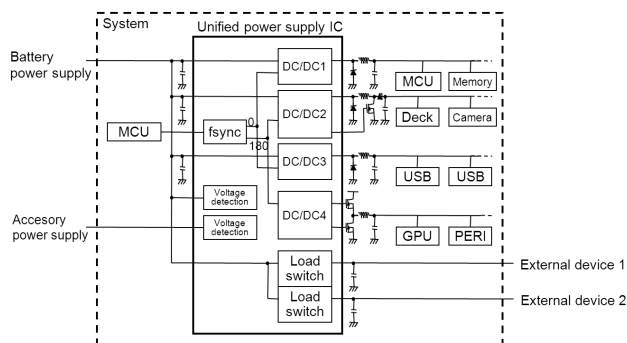 System
Unified power supply IC
Battery
power supply
DC/DC1
MCU
Memory
DC/DC2
Deck
Camera
MCU
fsync
0
180
DC/DC3
USB
USB
Voltage
detection
Accesory
power supply
Voltage
detection
DC/DC4
GPU
PERI
Load
switch
External device 1
Load
switch
External device 2